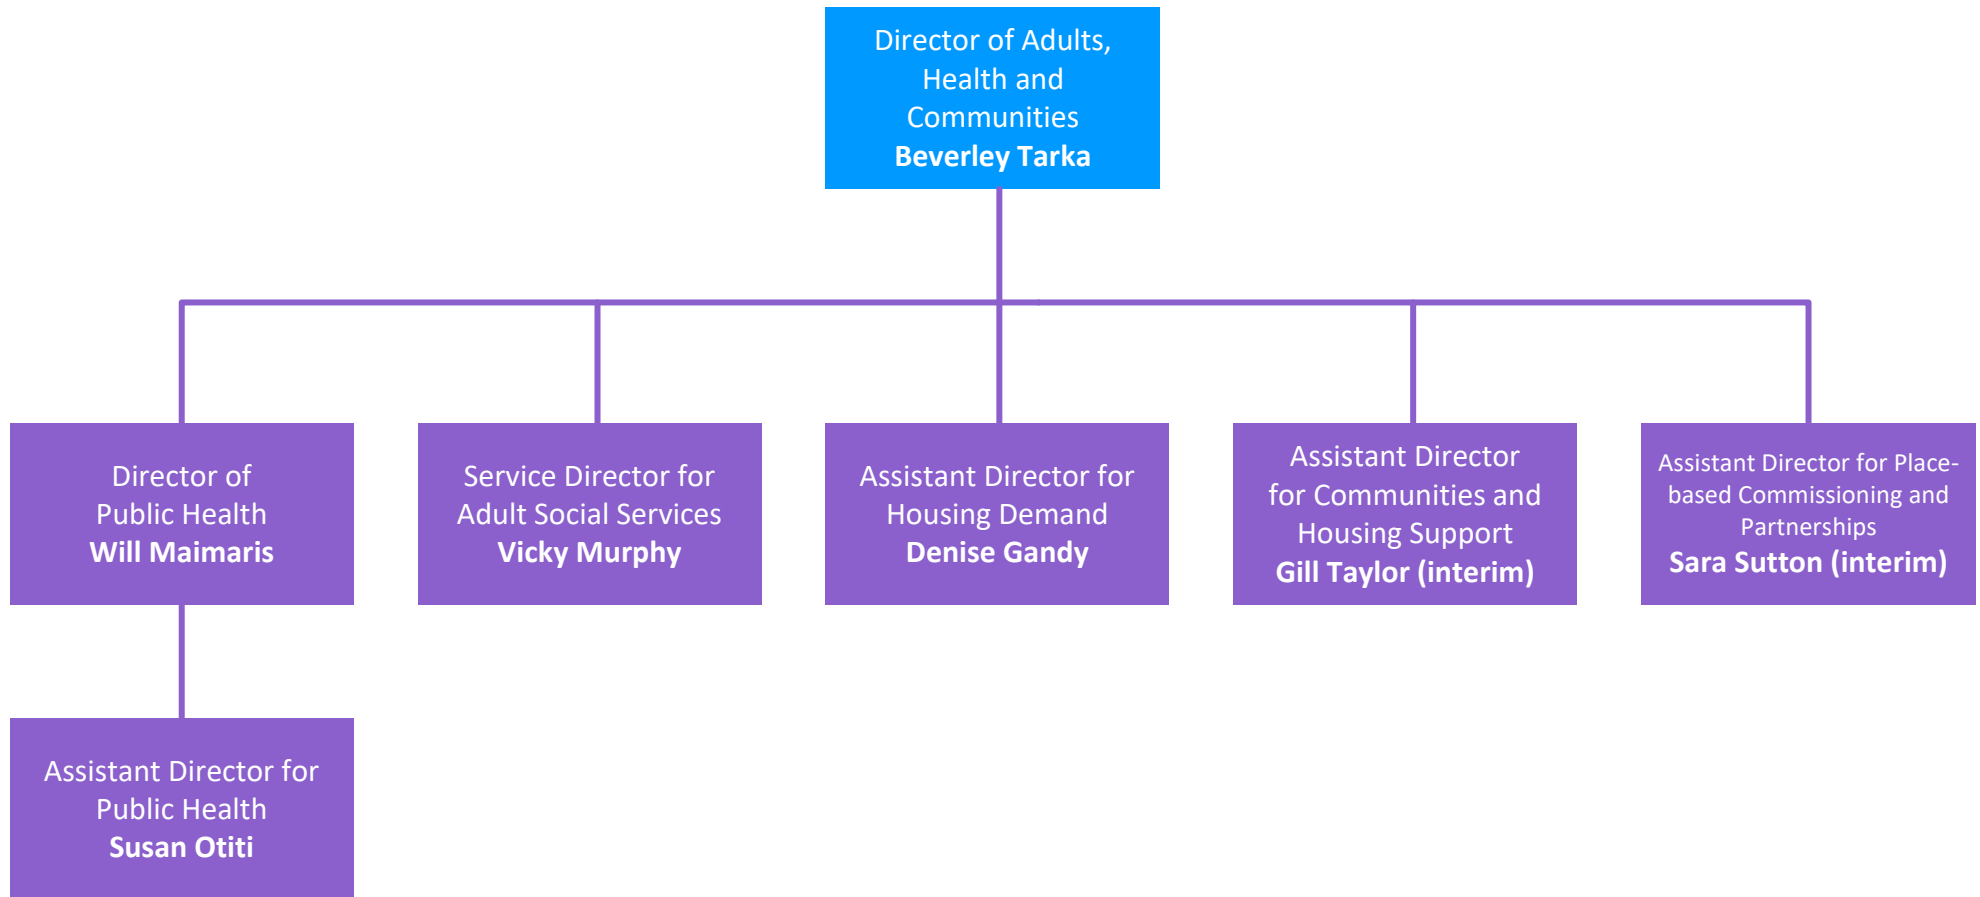 Director of Adults,
Health and
Communities
Beverley Tarka
Director of
Public Health
Will Maimaris
Service Director for
Adult Social Services
Vicky Murphy
Assistant Director for
Housing Demand
Denise Gandy
Assistant Director
for Communities and
Housing Support
Gill Taylor (interim)
Assistant Director for Place-
based Commissioning and
Partnerships
Sara Sutton (interim)
Assistant Director for
Public Health
Susan Otiti